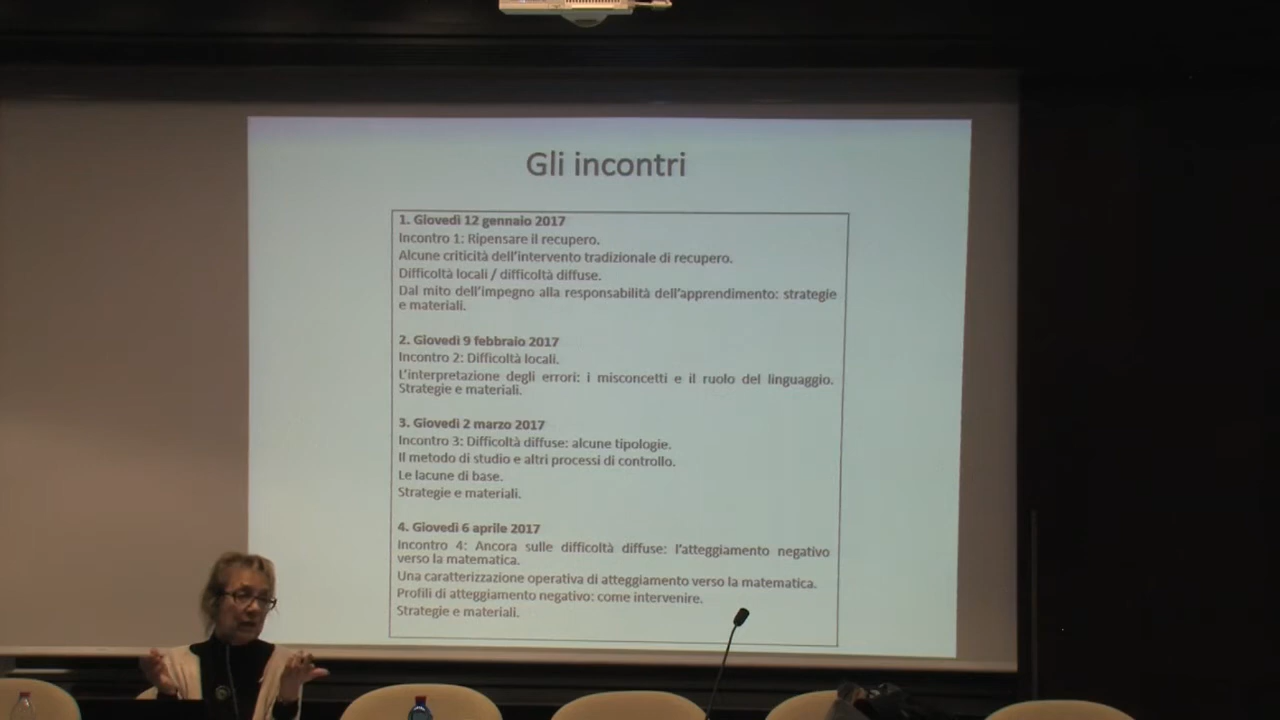 Gli incontri
1. Giovedì 12 gennaio 2017
Incontro 1: Ripensare il recupero.
Alcune criticità dell'intervento tradizionale di recupero.
Difficoltà locali / difficoltà diffuse.
Dal mito dell'impegno alla responsabilità dell'apprendimento: strategie
e materiali.
2. Giovedì 9 febbraio 2017
Incontro 2: Difficoltà locali.
L'interpretazione degli errori: i misconcetti e il ruolo del linguaggio.
Strategie e materiali.
3. Giovedì 2 marzo 2017
Incontro 3: Difficoltà diffuse: alcune tipologie.
Il metodo di studio e altri processi di controllo.
Le lacune di base.
Strategie e materiali.
4. Giovedì 6 aprile 2017
Incontro 4: Ancora sulle difficoltà diffuse: l'atteggiamento negativo
verso la matematica.
Una caratterizzazione operativa di atteggiamento verso la matematica.
Profili di atteggiamento negativo: come intervenire.
Strategie e materiali.